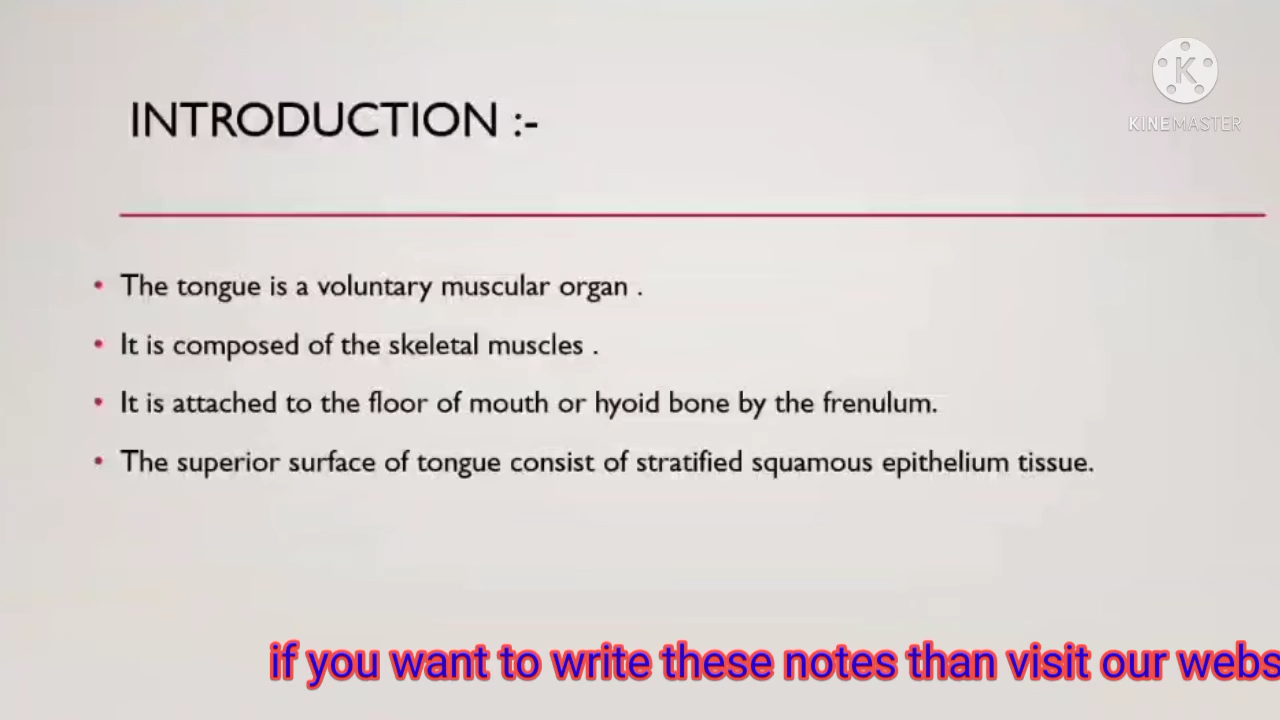 KINEMASTER
INTRODUCTION :-
• The tongue is a voluntary muscular organ .
• It is composed of the skeletal muscles .
• It is attached to the floor of mouth or hyoid bone by the frenulum.
• The superior surface of tongue consist of stratified squamous epithelium tissue.
if you want to write these notes than visit our webs